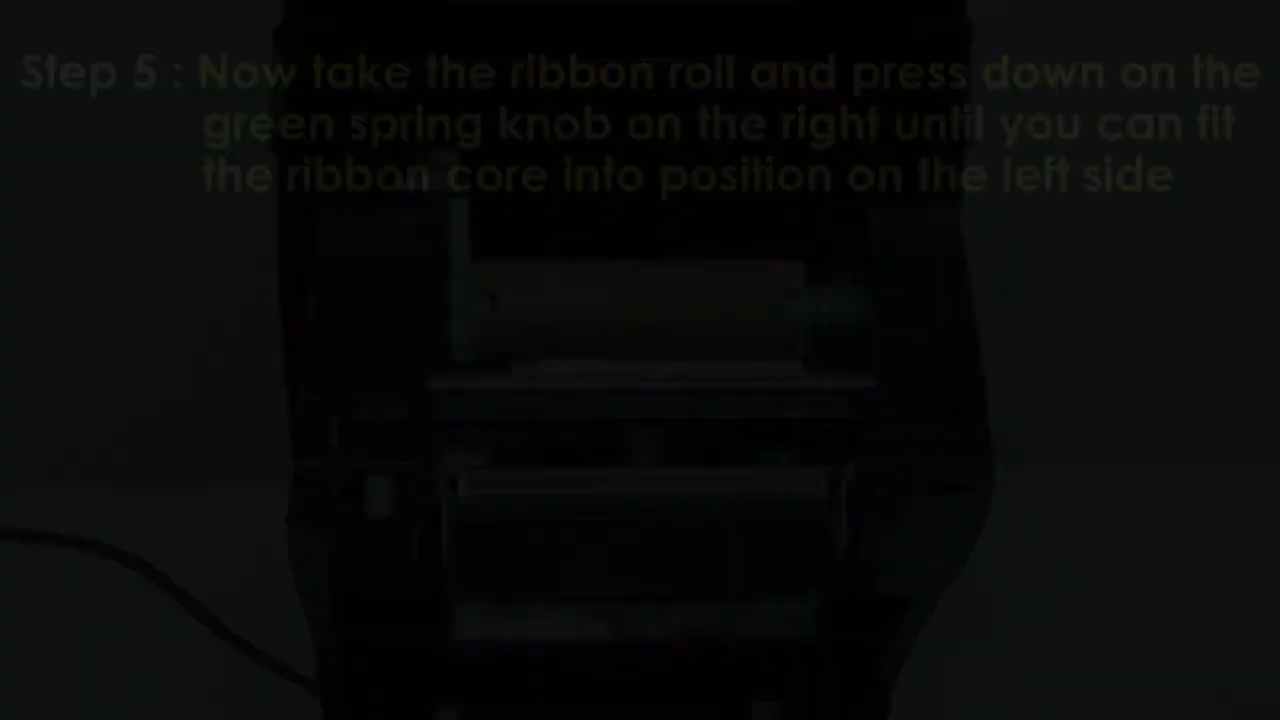 Step 5 : Now take the ribbon roll and press down on the
green spring knob on the right until you can fit
the ribbon core into position on the left side